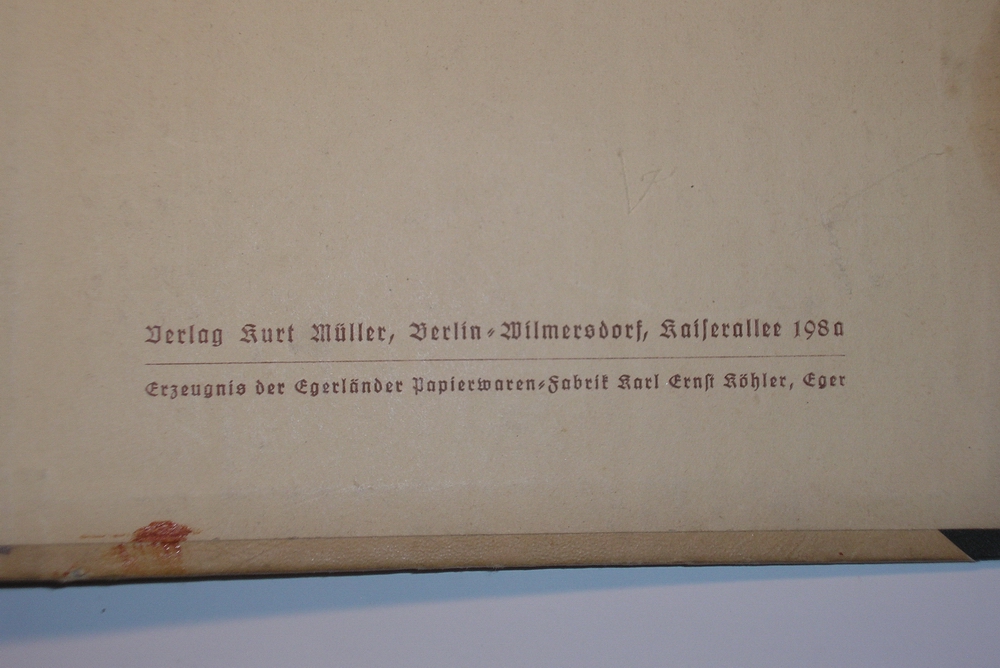 Verlag Kurt Müller, Berlin-Wilmersdorf, Kaiserallee 198a
Erzeugnis der Egerländer Papierwaren-Fabrik Karl Ernst Köhler, Eger